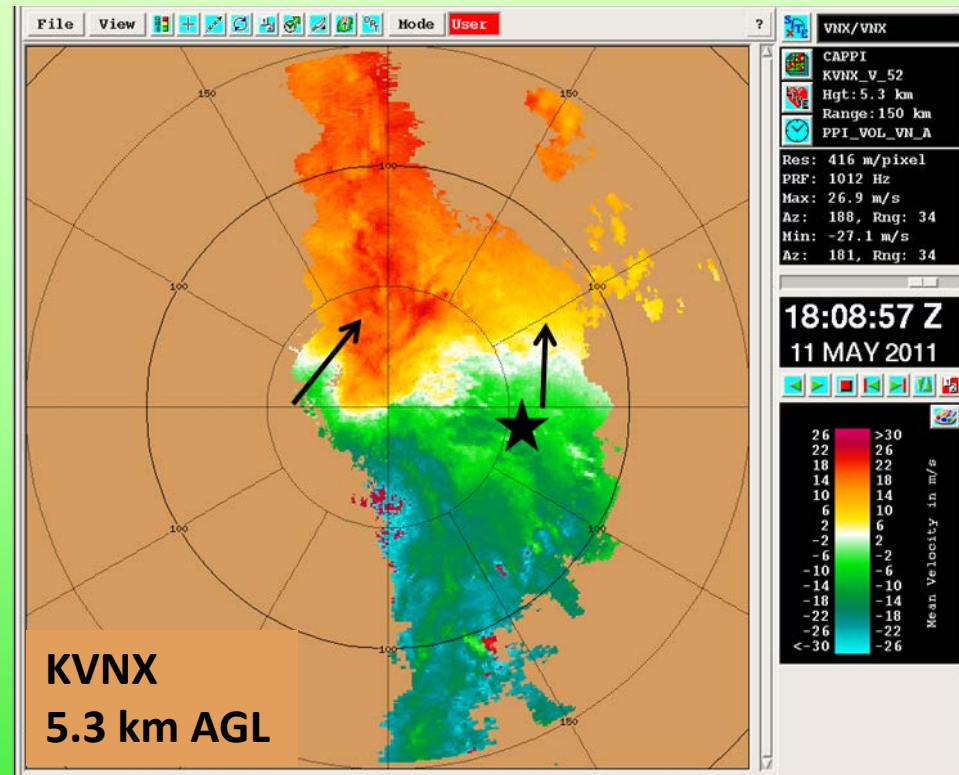 File View Mode User ?
SITE VNX/VNX
CAPPI
KVNX_V_52
Hgt:5.3 km
Range:150 km
PPI_VOL_VN_A
Res: 416 m/pixel
PRF: 1012 Hz
Max: 26.9 m/s
Az: 188, Rng: 34
Min: -27.1 m/s
Az: 181, Rng: 34
18:08:57 Z
11 MAY 2011
26 >30
22 26
18 22
14 18
10 14
6 10
2 6
-2 2
-6 -2
-10 -6
-14 -10
-18 -14
-22 -18
-26 -22
<-30 -26
Mean Velocity in m/s
150 150
100
100 100
100 100
100
150
KVNX
5.3 km AGL